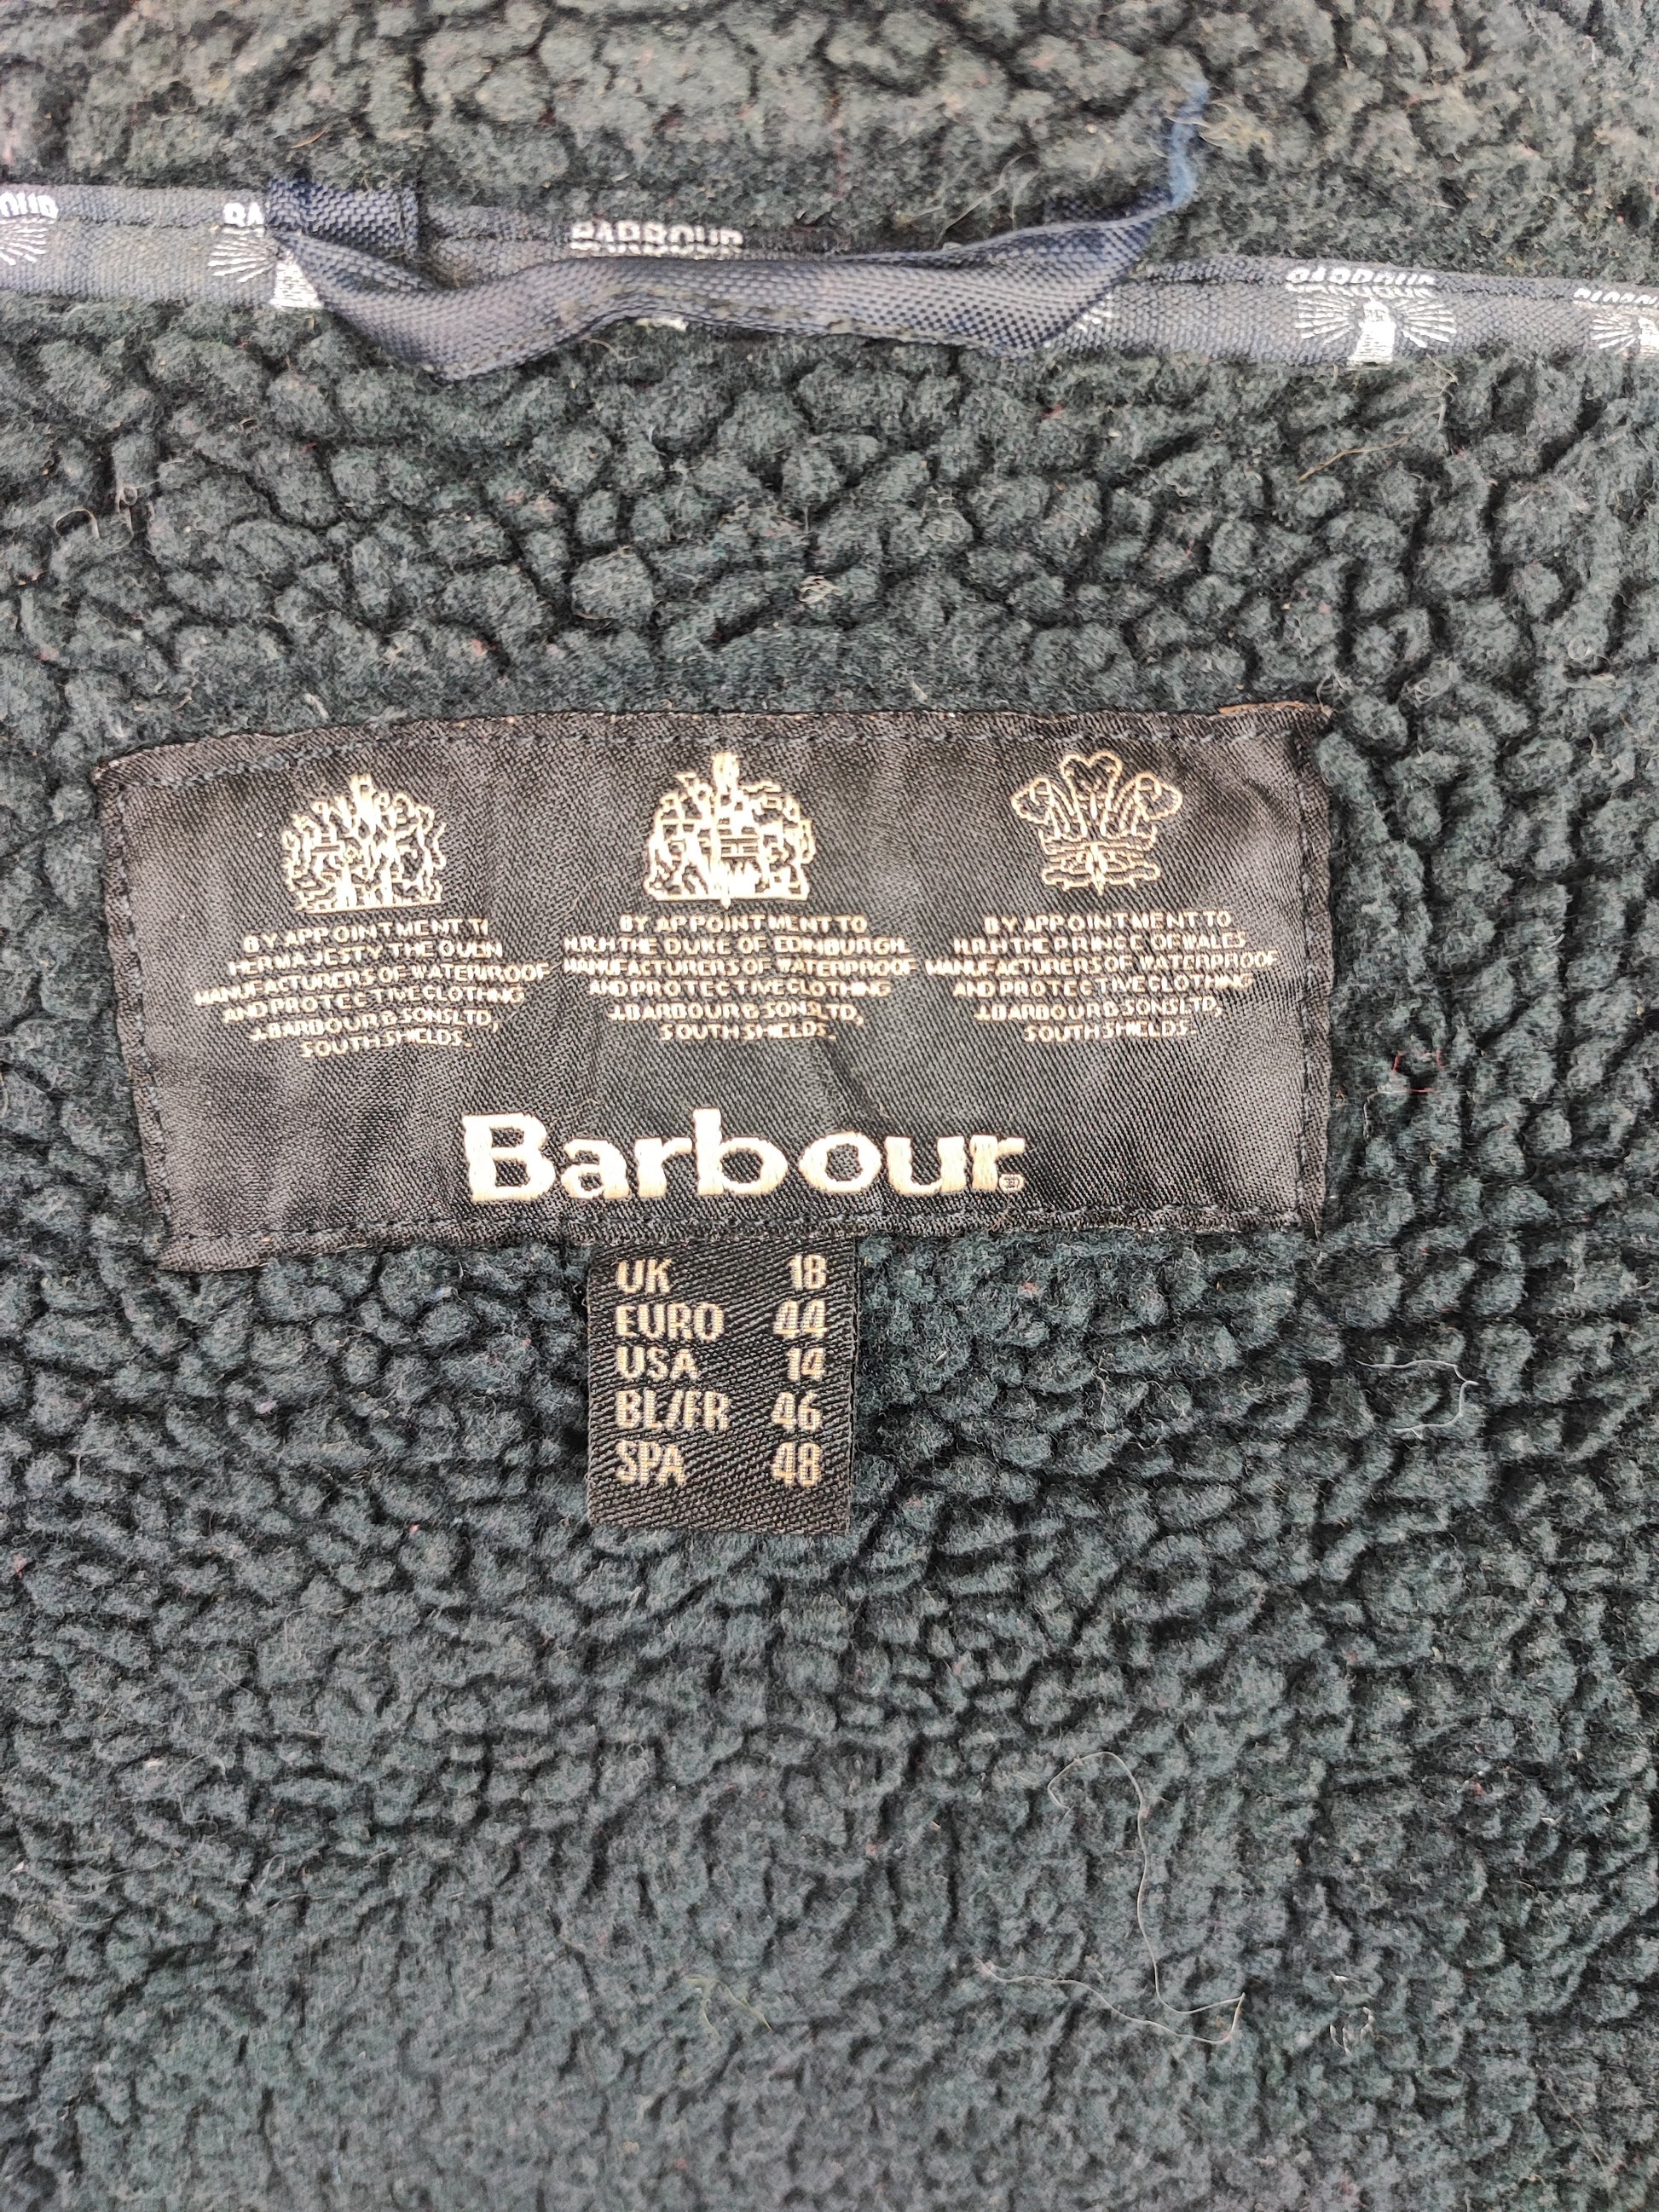 BARBOUR
BARBOUR
BY APPOINTMENT T
HER MAJESTY THE QUEEN
MANUFACTURERS OF WATERPROOF
AND PROTECTIVE CLOTHING
J.BARBOUR & SONS LTD,
SOUTH SHIELDS.
BY APPOINTMENT TO
H.R.H THE DUKE OF EDINBURGH.
MANUFACTURERS OF WATERPROOF
AND PROTECTIVE CLOTHING
J.BARBOUR & SONS LTD,
SOUTH SHIELDS.
BY APPOINTMENT TO
H.R.H THE PRINCE OF WALES
MANUFACTURERS OF WATERPROOF
AND PROTECTIVE CLOTHING
J.BARBOUR & SONS LTD,
SOUTH SHIELDS.
Barbour®
UK 18
EURO 44
USA 14
BL/FR 46
SPA 48